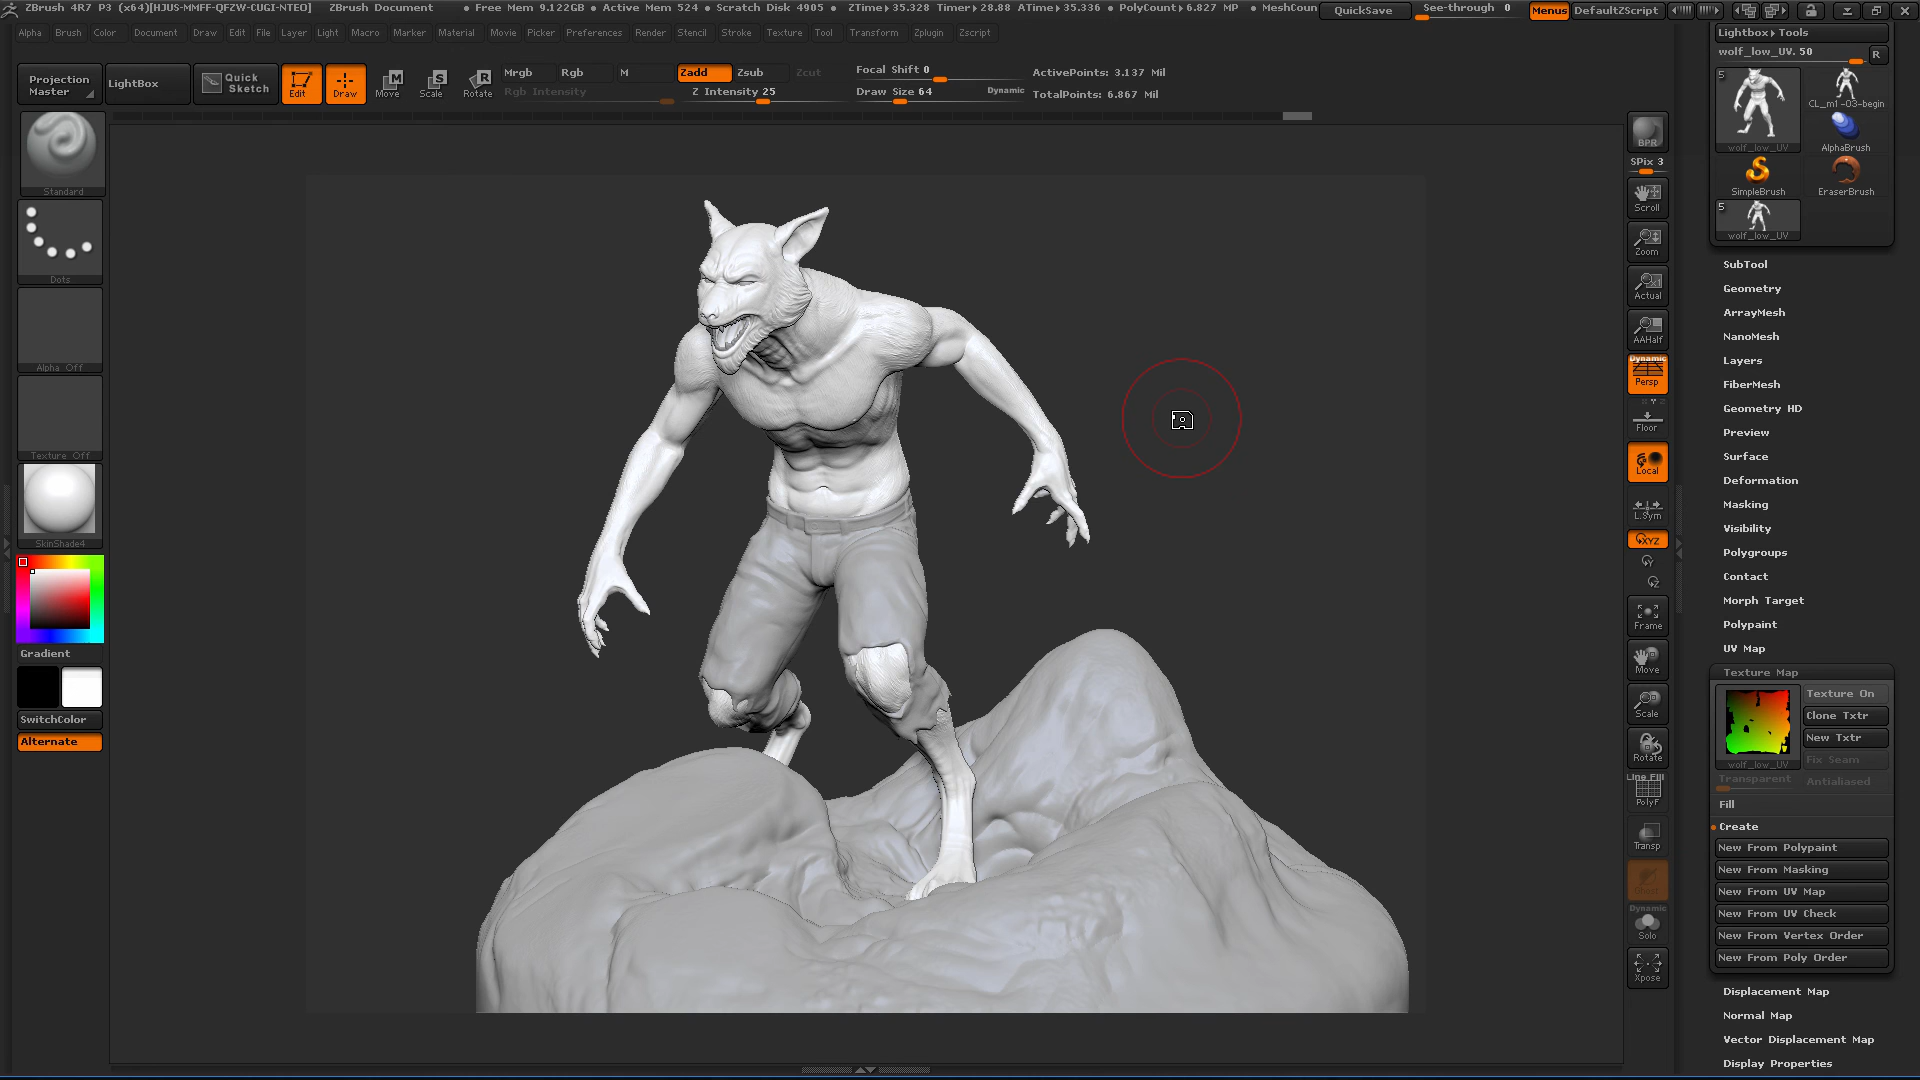 ZBrush 4R7 P3 (x64)[HJUS-MMFF-QFZW-CUGI-NTEO] ZBrush Document • Free Mem 9.122GB • Active Mem 524 • Scratch Disk 4905 • ZTime▸35.328 Timer▸28.88 ATime▸35.336 • PolyCount▸6.827 MP • MeshCoun QuickSave See-through 0 Menus DefaultZScript
Alpha Brush Color Document Draw Edit File Layer Light Macro Marker Material Movie Picker Preferences Render Stencil Stroke Texture Tool Transform Zplugin Zscript
Projection Master
LightBox
Quick Sketch
Edit
Draw
Move
Scale
Rotate
Mrgb Rgb M
Rgb Intensity
Zadd Zsub Zcut
Z Intensity 25
Focal Shift 0
Draw Size 64 Dynamic
ActivePoints: 3.137 Mil
TotalPoints: 6.867 Mil
Standard
Dots
Alpha Off
Texture Off
SkinShade4
Gradient
SwitchColor
Alternate
BPR
SPix 3
Scroll
Zoom
Actual
AAHalf
Dynamic
Persp
Floor
Local
L.Sym
XYZ
Y
Z
Frame
Move
Scale
Rotate
Line Fill
PolyF
Transp
Ghost
Dynamic
Solo
Xpose
Lightbox▸Tools
wolf_low_UV. 50 R
5
wolf_low_UV
CL_m1-03-begin
AlphaBrush
SimpleBrush
EraserBrush
5
wolf_low_UV
SubTool
Geometry
ArrayMesh
NanoMesh
Layers
FiberMesh
Geometry HD
Preview
Surface
Deformation
Masking
Visibility
Polygroups
Contact
Morph Target
Polypaint
UV Map
Texture Map
Texture On
Clone Txtr
New Txtr
wolf_low_UV
Fix Seam
Transparent Antialiased
Fill
Create
New From Polypaint
New From Masking
New From UV Map
New From UV Check
New From Vertex Order
New From Poly Order
Displacement Map
Normal Map
Vector Displacement Map
Display Properties